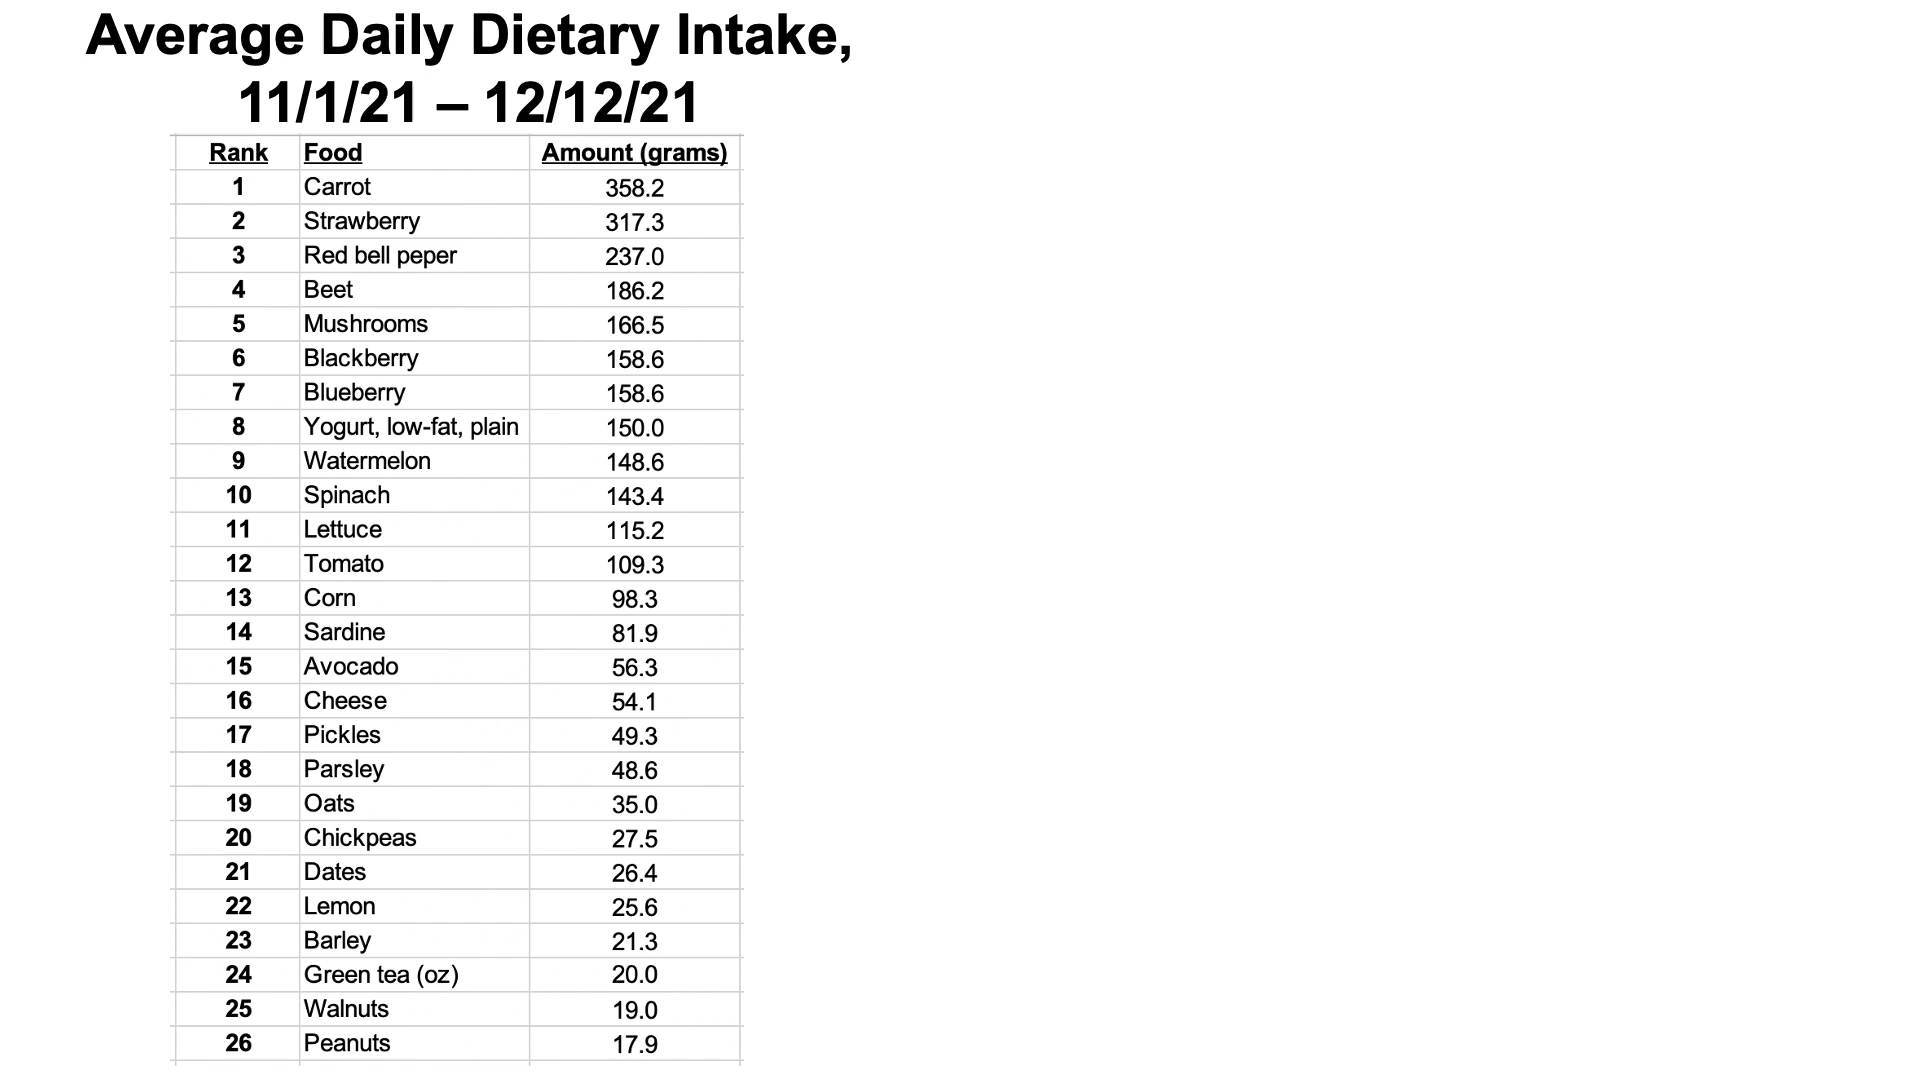 Average Daily Dietary Intake,
11/1/21 – 12/12/21
Rank Food Amount (grams)
1 Carrot 358.2
2 Strawberry 317.3
3 Red bell peper 237.0
4 Beet 186.2
5 Mushrooms 166.5
6 Blackberry 158.6
7 Blueberry 158.6
8 Yogurt, low-fat, plain 150.0
9 Watermelon 148.6
10 Spinach 143.4
11 Lettuce 115.2
12 Tomato 109.3
13 Corn 98.3
14 Sardine 81.9
15 Avocado 56.3
16 Cheese 54.1
17 Pickles 49.3
18 Parsley 48.6
19 Oats 35.0
20 Chickpeas 27.5
21 Dates 26.4
22 Lemon 25.6
23 Barley 21.3
24 Green tea (oz) 20.0
25 Walnuts 19.0
26 Peanuts 17.9